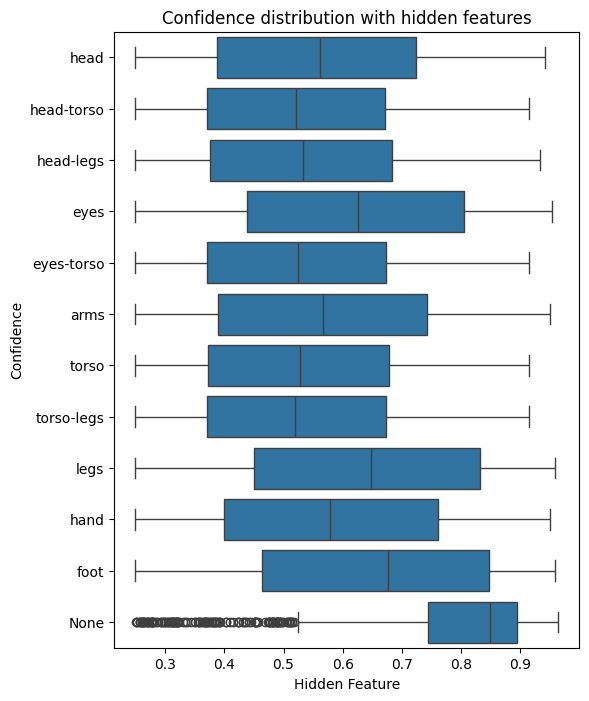 Confidence distribution with hidden features
head
head-torso
head-legs
eyes
eyes-torso
arms
torso
torso-legs
legs
hand
foot
None
Confidence
0.3 0.4 0.5 0.6 0.7 0.8 0.9
Hidden Feature